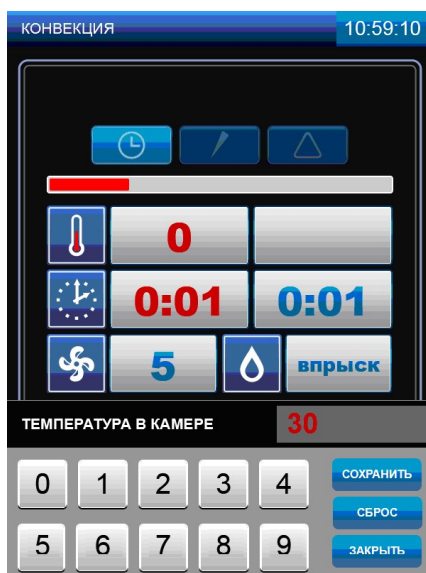 КОНВЕКЦИЯ 10:59:10
0
0:01 0:01
5 впрыск
ТЕМПЕРАТУРА В КАМЕРЕ 30
0 1 2 3 4 СОХРАНИТЬ
СБРОС
5 6 7 8 9 ЗАКРЫТЬ